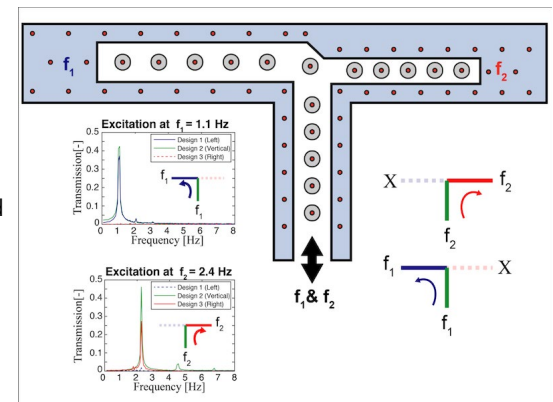 f₁
f₂
Excitation at f₁= 1.1 Hz
Transmission[-]
0.5
0.4
0.3
0.2
0.1
0
Design 1 (Left)
Design 2 (Vertical)
Design 3 (Right)
f₁
f₁
0 1 2 3 4 5 6 7 8
Frequency [Hz]
X
f₂
f₂
f₁
X
f₁
f₁& f₂
Excitation at f₂= 2.4 Hz
Transmission[-]
0.5
0.4
0.3
0.2
0.1
0
Design 1 (Left)
Design 2 (Vertical)
Design 3 (Right)
f₂
f₂
0 1 2 3 4 5 6 7 8
Frequency [Hz]